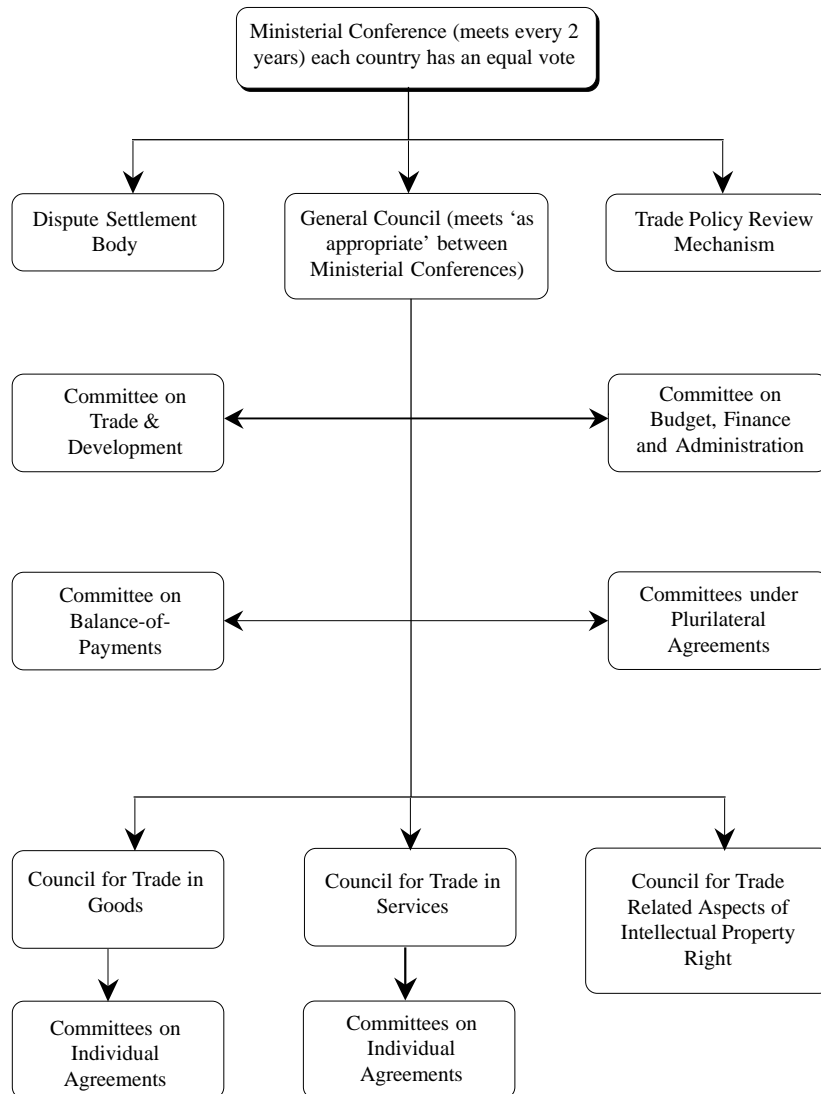 Ministerial Conference (meets every 2
years) each country has an equal vote
Dispute Settlement
Body
General Council (meets ‘as
appropriate’ between
Ministerial Conferences)
Trade Policy Review
Mechanism
Committee on
Trade &
Development
Committee on
Budget, Finance
and Administration
Committee on
Balance-of-
Payments
Committees under
Plurilateral
Agreements
Council for Trade in
Goods
Council for Trade in
Services
Council for Trade
Related Aspects of
Intellectual Property
Right
Committees on
Individual
Agreements
Committees on
Individual
Agreements